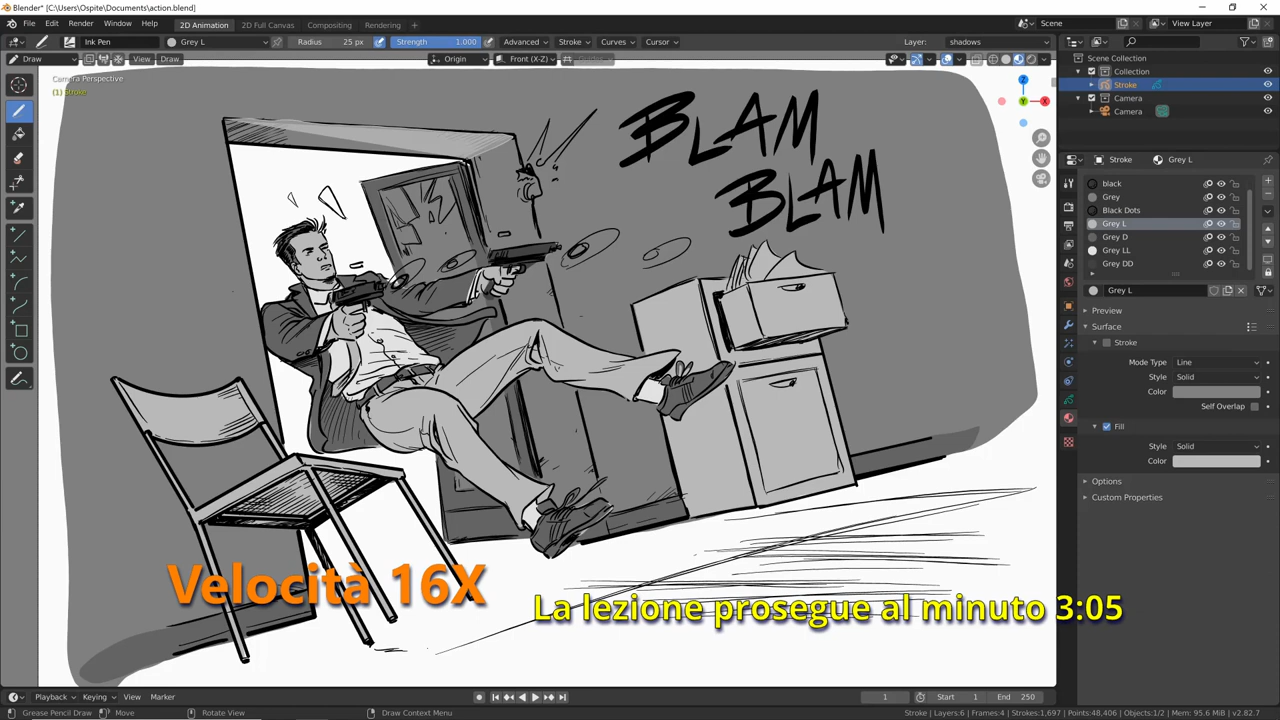 Blender* [C:\Users\Ospite\Documents\action.blend]
File Edit Render Window Help 2D Animation 2D Full Canvas Compositing Rendering Scene View Layer
Ink Pen Grey L Radius 25 px Strength 1.000 Advanced Stroke Curves Cursor Layer: shadows
Draw View Draw Origin Front (X-Z) Guides
Camera Perspective
(1) Stroke
BLAM
BLAM
Scene Collection
Collection
Stroke
Camera
Camera
Stroke Grey L
black
Grey
Black Dots
Grey L
Grey D
Grey LL
Grey DD
Grey L
Preview
Surface
Stroke
Mode Type Line
Style Solid
Color
Self Overlap
Fill
Style Solid
Color
Options
Custom Properties
Velocità 16X
La lezione prosegue al minuto 3:05
Playback Keying View Marker 1 Start 1 End 250
Grease Pencil Draw Move Rotate View Draw Context Menu Stroke | Layers:6 | Frames:4 | Strokes:1,697 | Points:48,406 | Objects:1/2 | Mem: 95.6 MiB | v2.82.7